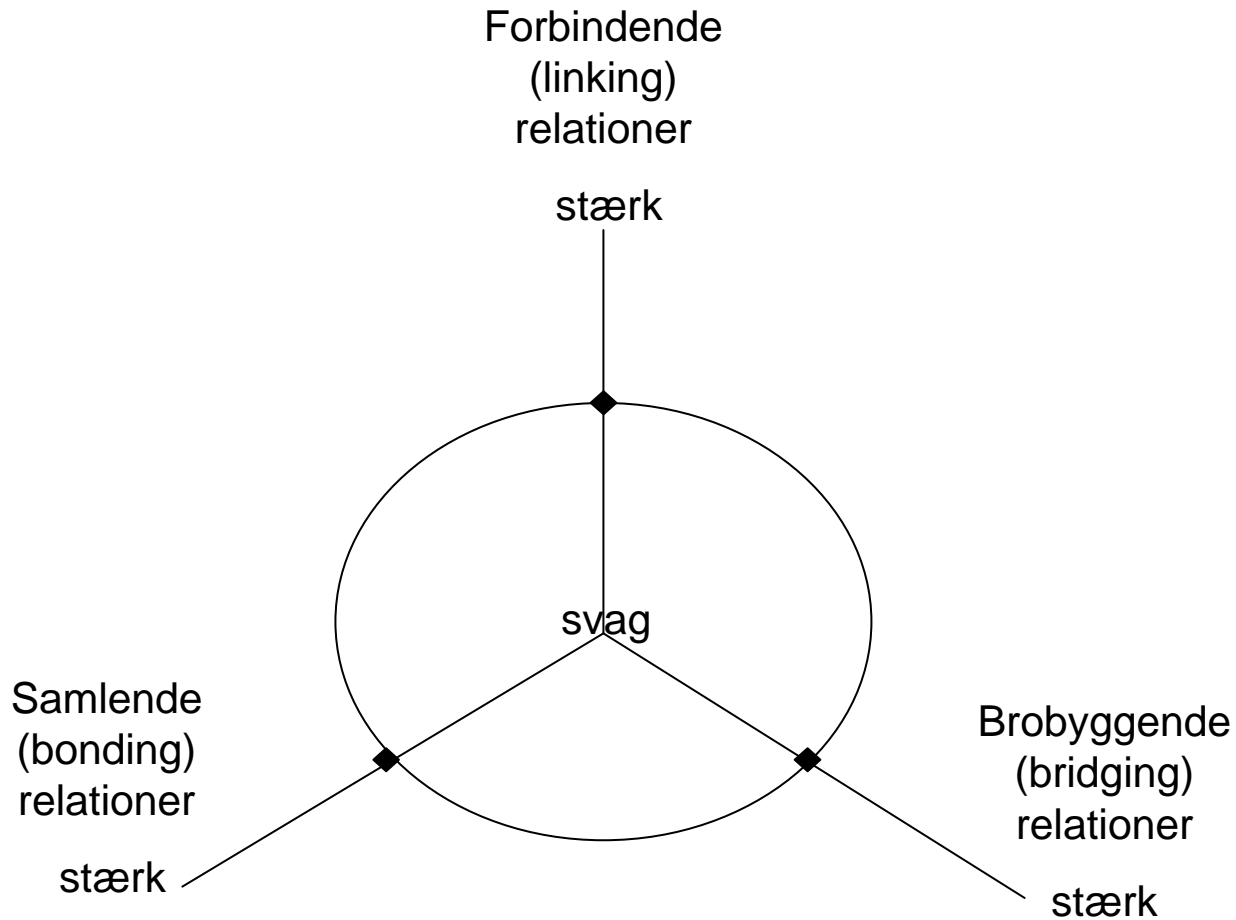 Forbindende
(linking)
relationer
stærk
svag
Samlende
(bonding)
relationer
stærk
Brobyggende
(bridging)
relationer
stærk